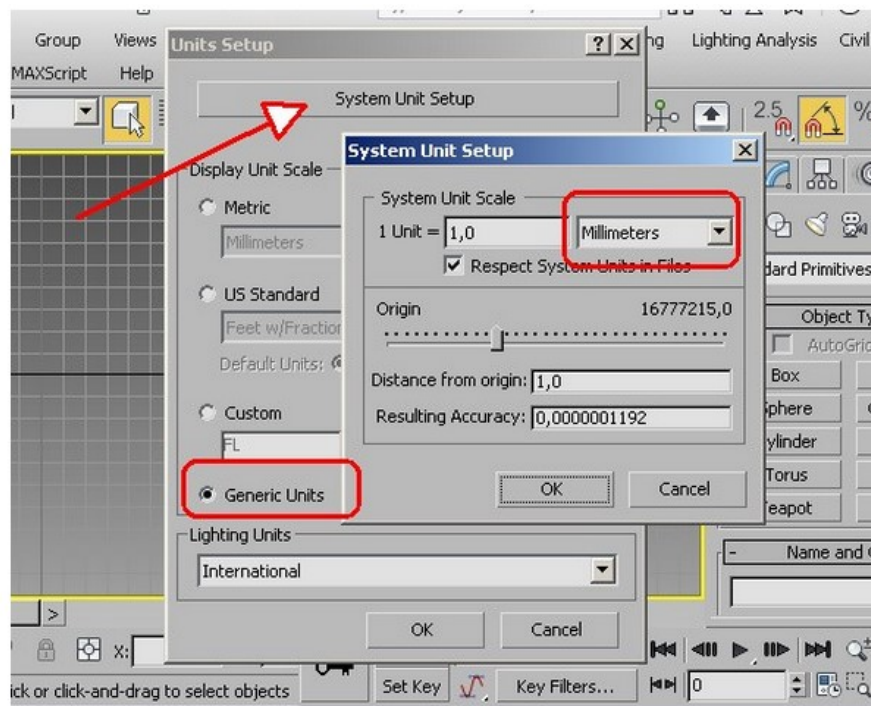 Group Views
Lighting Analysis Civil
MAXScript Help
Units Setup
System Unit Setup
2.5
%
Display Unit Scale
Metric
Millimeters
US Standard
Feet w/Fraction
Default Units:
Custom
FL
Generic Units
Lighting Units
International
OK Cancel
System Unit Setup
System Unit Scale
1 Unit = 1,0 Millimeters
Respect System Units in Files
Origin 16777215,0
Distance from origin: 1,0
Resulting Accuracy: 0,0000001192
OK Cancel
dard Primitives
Object Ty
AutoGrid
Box
Sphere
ylinder
Torus
eapot
- Name and
>
X:
ick or click-and-drag to select objects
Set Key Key Filters... 0